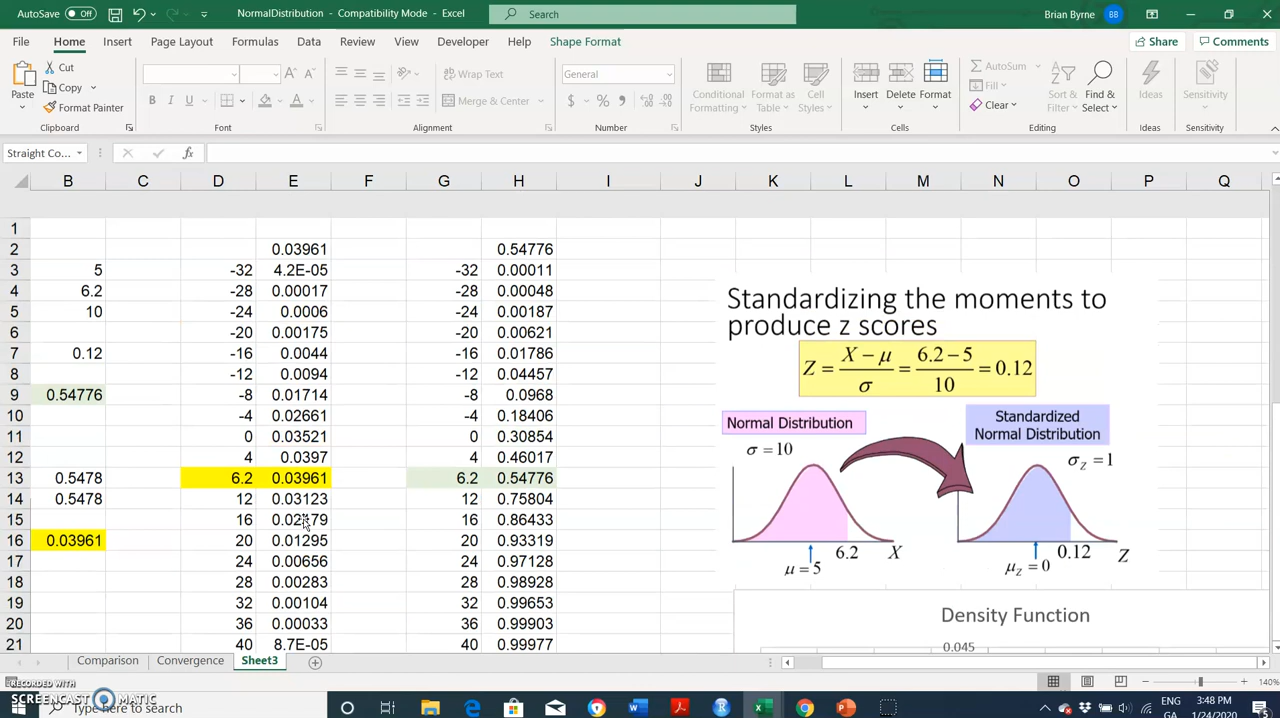 AutoSave Off NormalDistribution - Compatibility Mode - Excel Search Brian Byrne BB
File Home Insert Page Layout Formulas Data Review View Developer Help Shape Format Share Comments
Paste Cut Copy Format Painter
Wrap Text Merge & Center
General
Conditional Formatting Format as Table Cell Styles
Insert Delete Format
AutoSum Fill Clear Sort & Filter Find & Select
Ideas Sensitivity
Clipboard Font Alignment Number Styles Cells Editing Ideas Sensitivity
Straight Co... fx
B C D E F G H I J K L M N O P Q
1
2 0.03961 0.54776
3 5 -32 4.2E-05 -32 0.00011
4 6.2 -28 0.00017 -28 0.00048
5 10 -24 0.0006 -24 0.00187
6 -20 0.00175 -20 0.00621
7 0.12 -16 0.0044 -16 0.01786
8 -12 0.0094 -12 0.04457
9 0.54776 -8 0.01714 -8 0.0968
10 -4 0.02661 -4 0.18406
11 0 0.03521 0 0.30854
12 4 0.0397 4 0.46017
13 0.5478 6.2 0.03961 6.2 0.54776
14 0.5478 12 0.03123 12 0.75804
15 16 16 0.86433
16 0.03961 20 0.01295 20 0.93319
17 24 0.00656 24 0.97128
18 28 0.00283 28 0.98928
19 32 0.00104 32 0.99653
20 36 0.00033 36 0.99903
21 40 8.7E-05 40 0.99977
Standardizing the moments to
produce z scores
Z = (X − μ)/σ = (6.2 − 5)/10 = 0.12
Normal Distribution
σ = 10
μ = 5
6.2
X
Standardized
Normal Distribution
σ_Z = 1
μ_Z = 0
0.12
Z
Density Function
0.045
Comparison Convergence Sheet3
140%
RECORDED WITH
SCREENCAST MATIC
Type here to search
ENG
GA
3:48 PM
1/24/2020